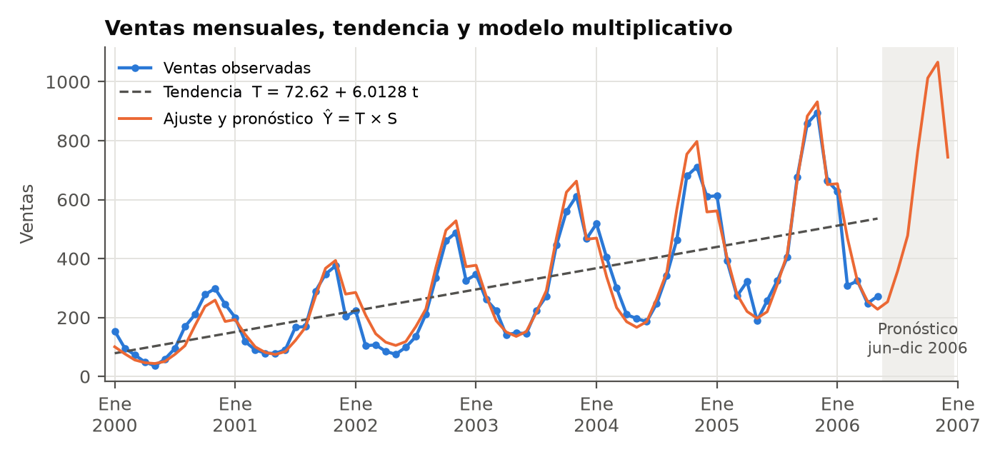 Ventas mensuales, tendencia y modelo multiplicativo
Ventas observadas
Tendencia T = 72.62 + 6.0128 t
Ajuste y pronóstico Ŷ = T × S
Ventas
1000
800
600
400
200
0
Pronóstico
jun–dic 2006
Ene Ene Ene Ene Ene Ene Ene Ene
2000 2001 2002 2003 2004 2005 2006 2007